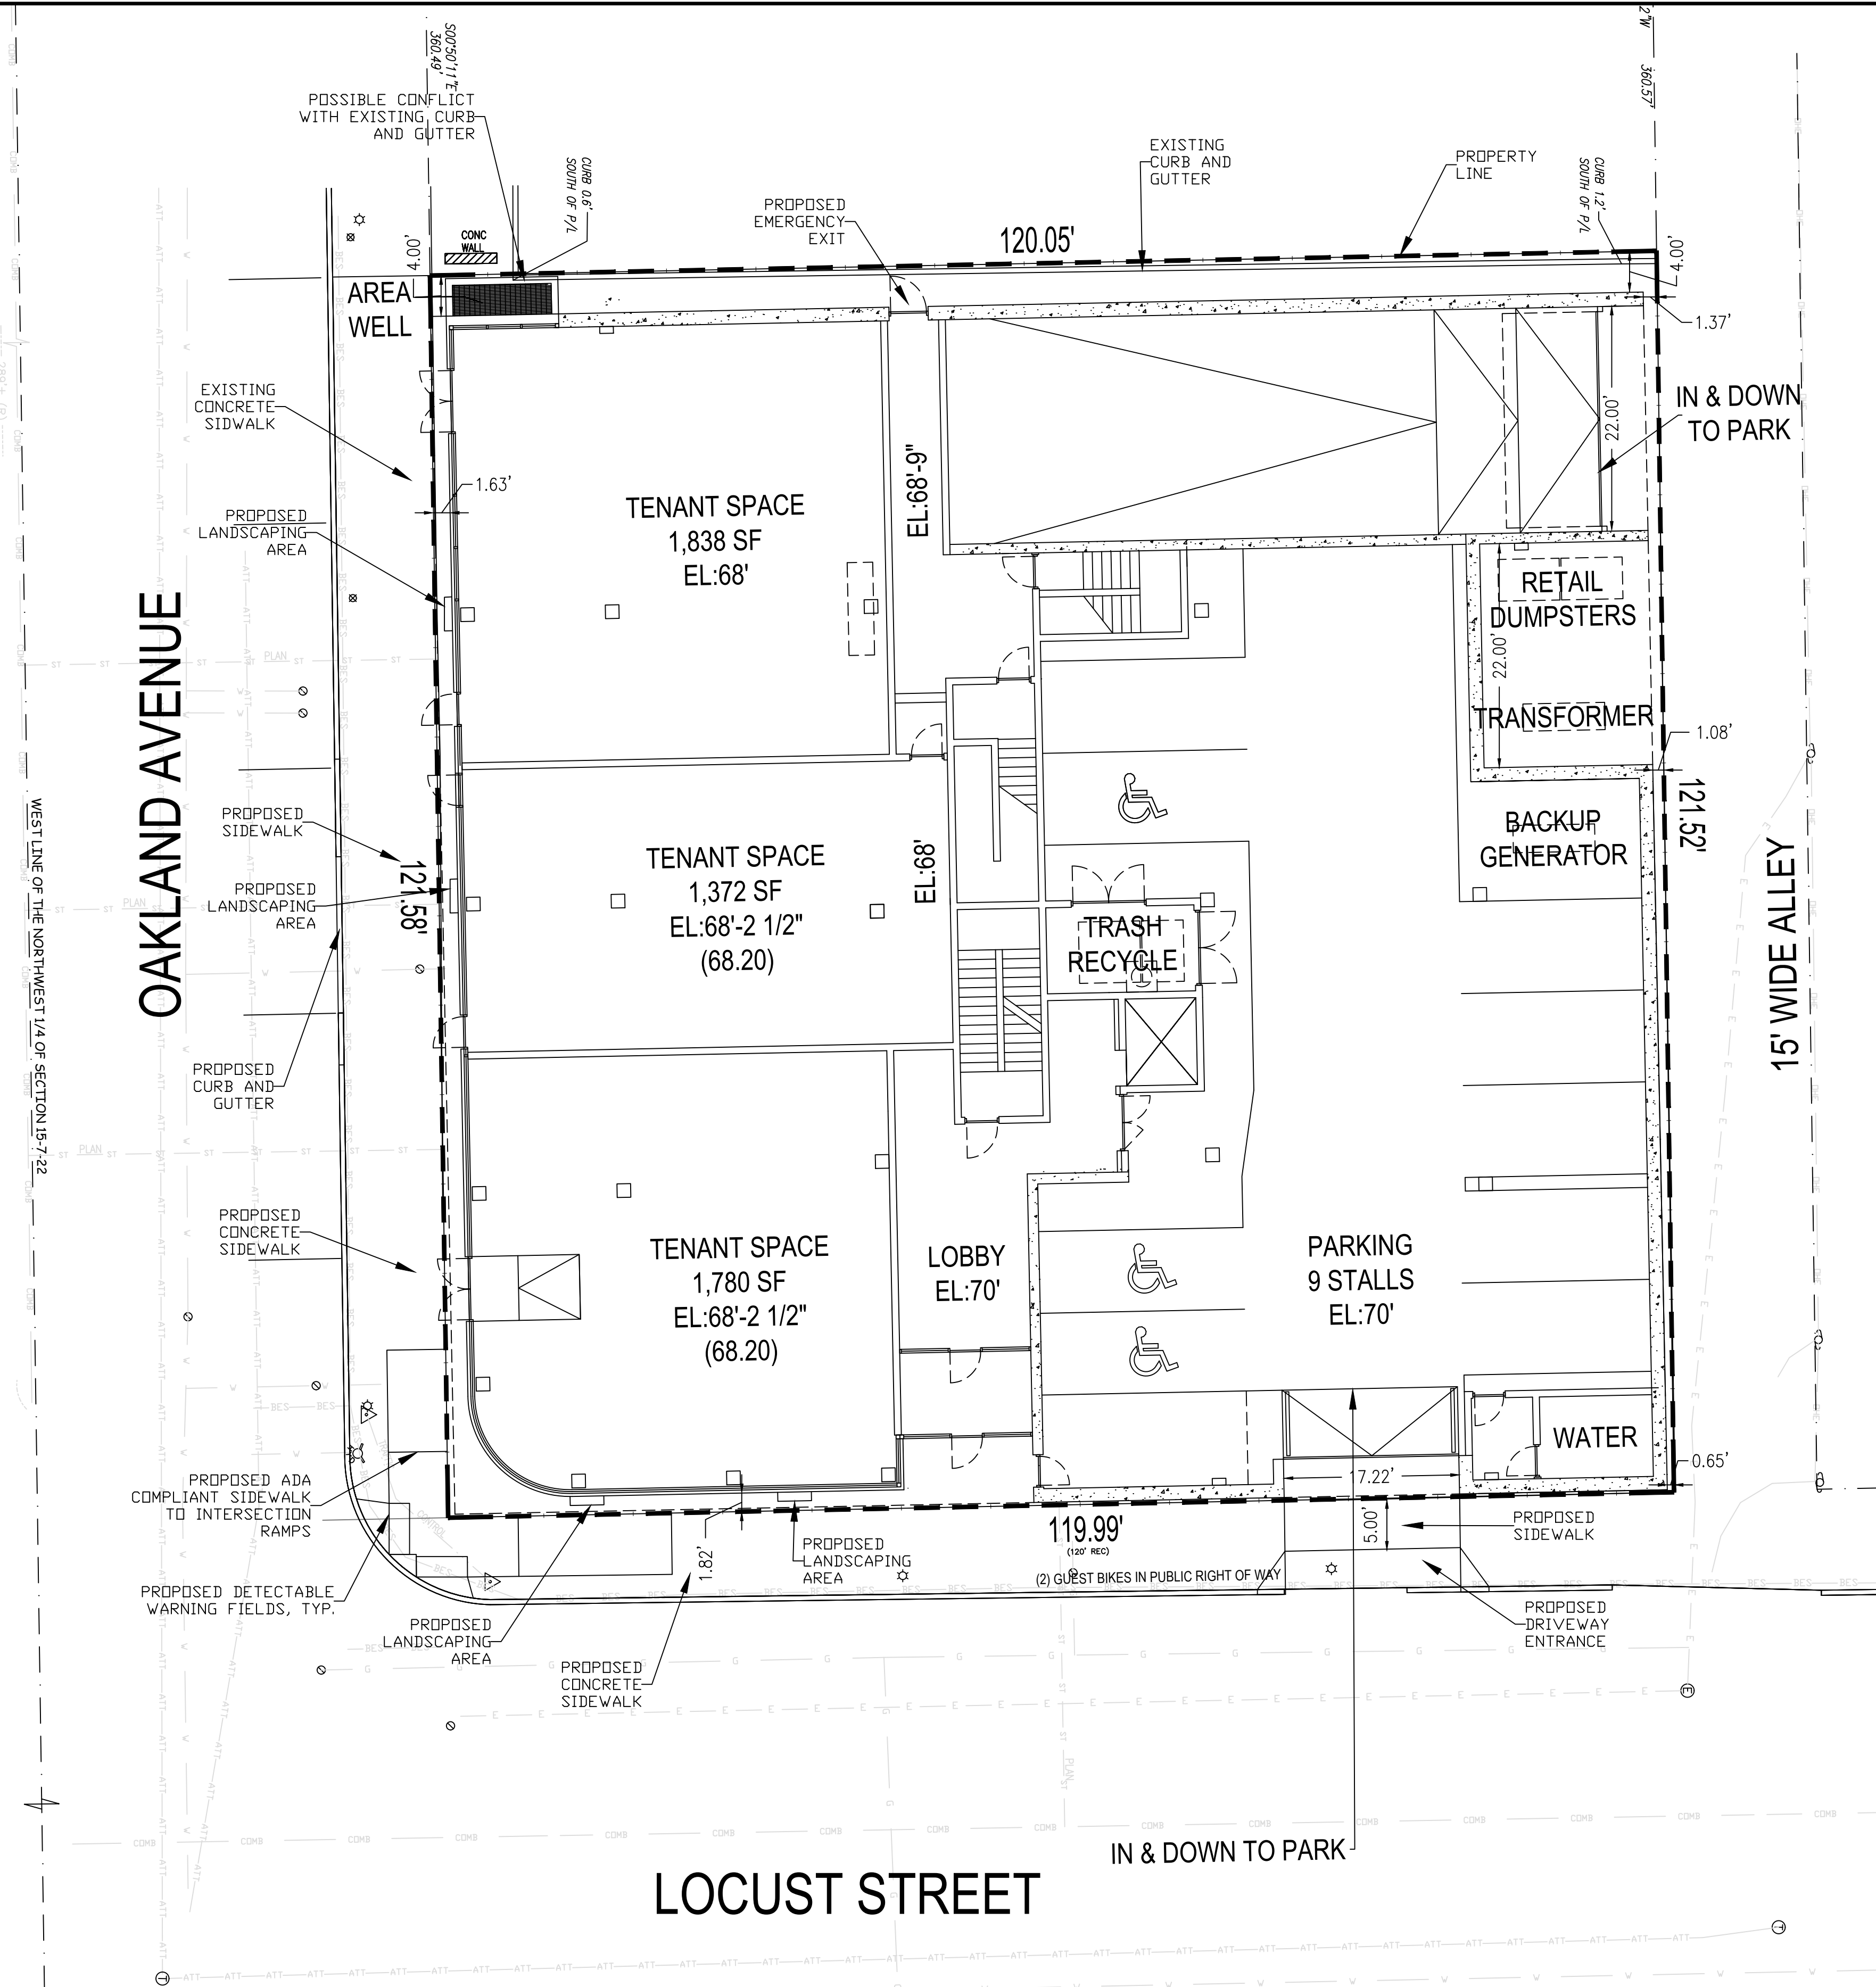 S00°50'11"E
360.49'
2"W
360.57'
POSSIBLE CONFLICT
WITH EXISTING CURB
AND GUTTER
CURB 0.6'
SOUTH OF P/L
EXISTING
CURB AND
GUTTER
PROPERTY
LINE
CURB 1.2'
SOUTH OF P/L
PROPOSED
EMERGENCY
EXIT
120.05'
CONC
WALL
4.00'
4.00'
AREA
WELL
1.37'
EXISTING
CONCRETE
SIDWALK
IN & DOWN
TO PARK
22.00'
1.63'
EL:68'-9"
TENANT SPACE
1,838 SF
EL:68'
PROPOSED
LANDSCAPING
AREA
RETAIL
DUMPSTERS
22.00'
TRANSFORMER
1.08'
OAKLAND AVENUE
121.52'
PROPOSED
SIDEWALK
121.58'
BACKUP
GENERATOR
TENANT SPACE
1,372 SF
EL:68'-2 1/2"
(68.20)
EL:68'
PROPOSED
LANDSCAPING
AREA
TRASH
RECYCLE
15' WIDE ALLEY
WEST LINE OF THE NORTHWEST 1/4 OF SECTION 15-7-22
PROPOSED
CURB AND
GUTTER
PROPOSED
CONCRETE
SIDEWALK
TENANT SPACE
1,780 SF
EL:68'-2 1/2"
(68.20)
LOBBY
EL:70'
PARKING
9 STALLS
EL:70'
WATER
0.65'
17.22'
PROPOSED ADA
COMPLIANT SIDEWALK
TO INTERSECTION
RAMPS
119.99'
(120' REC)
5.00'
PROPOSED
SIDEWALK
1.82'
PROPOSED
LANDSCAPING
AREA
(2) GUEST BIKES IN PUBLIC RIGHT OF WAY
PROPOSED DETECTABLE
WARNING FIELDS, TYP.
PROPOSED
LANDSCAPING
AREA
PROPOSED
CONCRETE
SIDEWALK
PROPOSED
DRIVEWAY
ENTRANCE
IN & DOWN TO PARK
LOCUST STREET